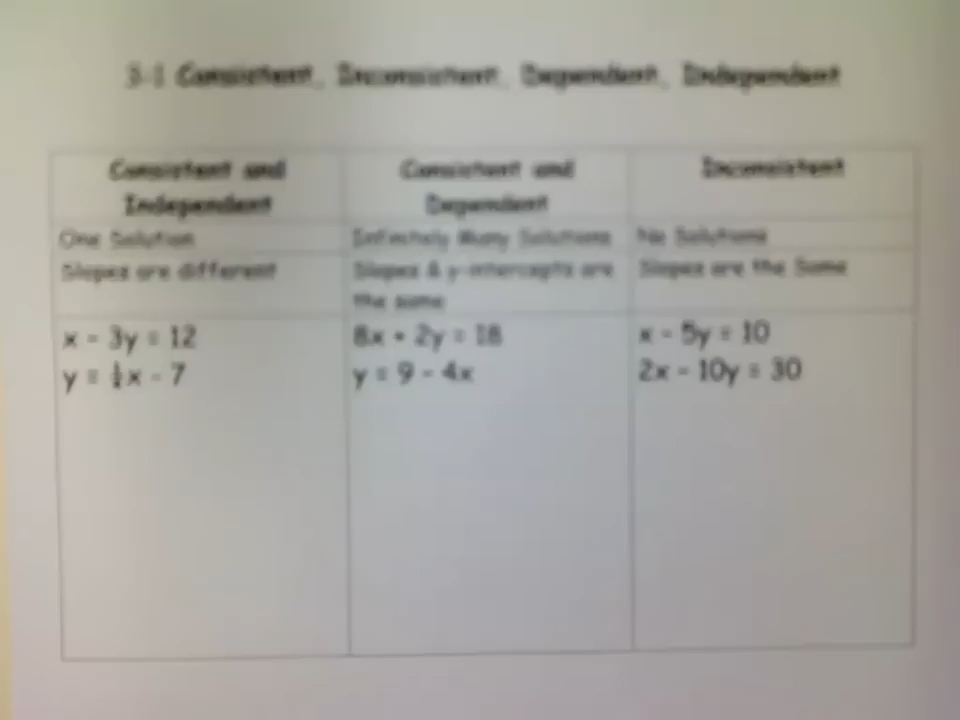 3-1 Consistent, Inconsistent, Dependent, Independent
Consistent and
Independent
Consistent and
Dependent
Inconsistent
One Solution
Infinitely Many Solutions
No Solutions
Slopes are different
Slopes & y-intercepts are
the same
Slopes are the Same
x - 3y = 12
y = x - 7
8x + 2y = 18
y = 9 - 4x
x - 5y = 10
2x - 10y = 30